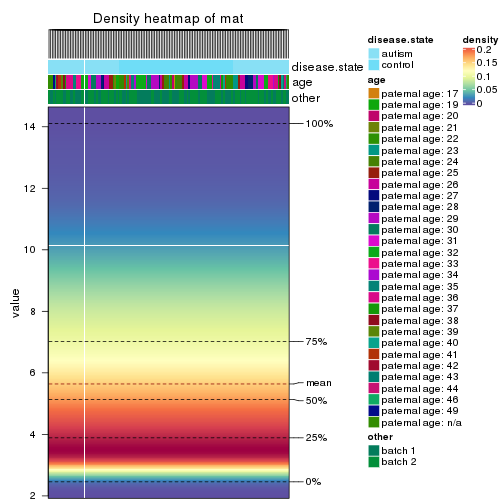 Density heatmap of mat
disease.state
age
other
value
14
12
10
8
6
4
2
100%
75%
mean
50%
25%
0%
disease.state
autism
control
age
paternal age: 17
paternal age: 19
paternal age: 20
paternal age: 21
paternal age: 22
paternal age: 23
paternal age: 24
paternal age: 25
paternal age: 26
paternal age: 27
paternal age: 28
paternal age: 29
paternal age: 30
paternal age: 31
paternal age: 32
paternal age: 33
paternal age: 34
paternal age: 35
paternal age: 36
paternal age: 37
paternal age: 38
paternal age: 39
paternal age: 40
paternal age: 41
paternal age: 42
paternal age: 43
paternal age: 44
paternal age: 46
paternal age: 49
paternal age: n/a
other
batch 1
batch 2
density
0.2
0.15
0.1
0.05
0